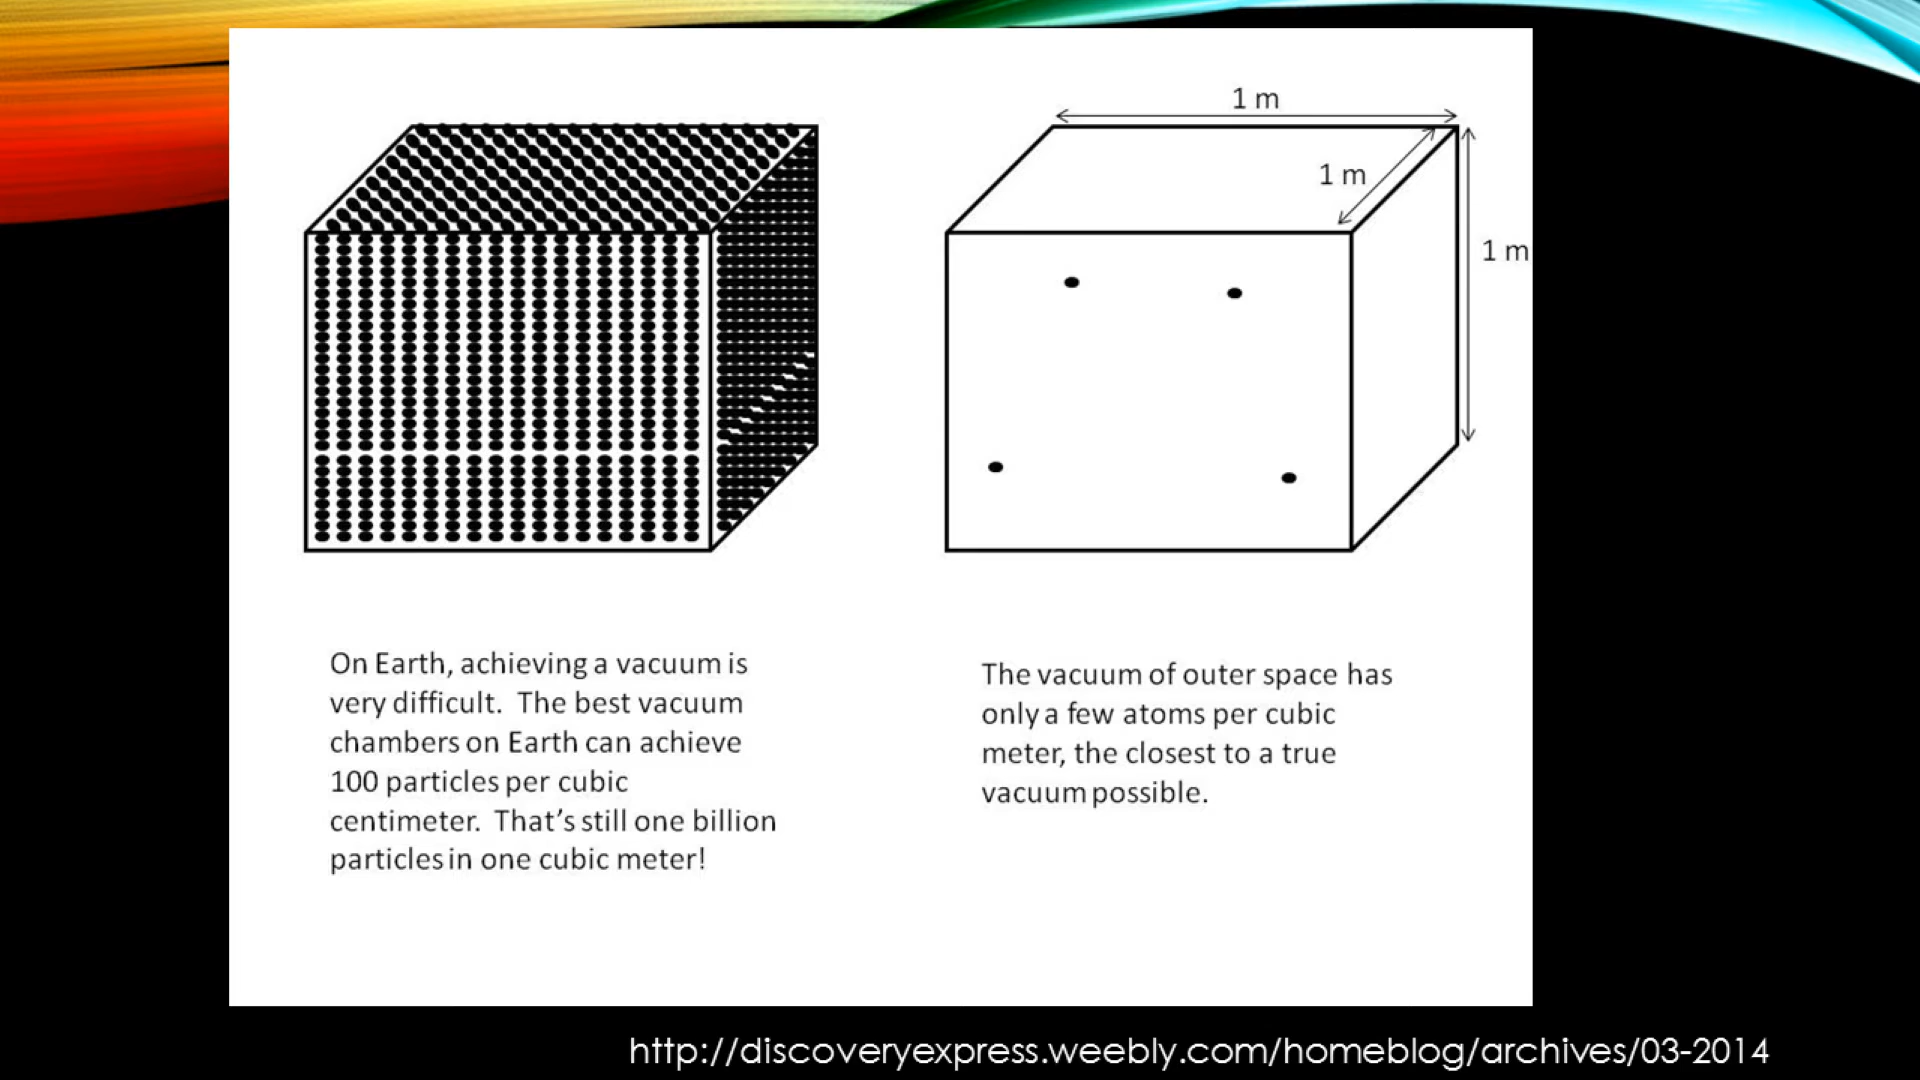 1 m
1 m
1 m
On Earth, achieving a vacuum is
very difficult. The best vacuum
chambers on Earth can achieve
100 particles per cubic
centimeter. That’s still one billion
particles in one cubic meter!
The vacuum of outer space has
only a few atoms per cubic
meter, the closest to a true
vacuum possible.
http://discoveryexpress.weebly.com/homeblog/archives/03-2014